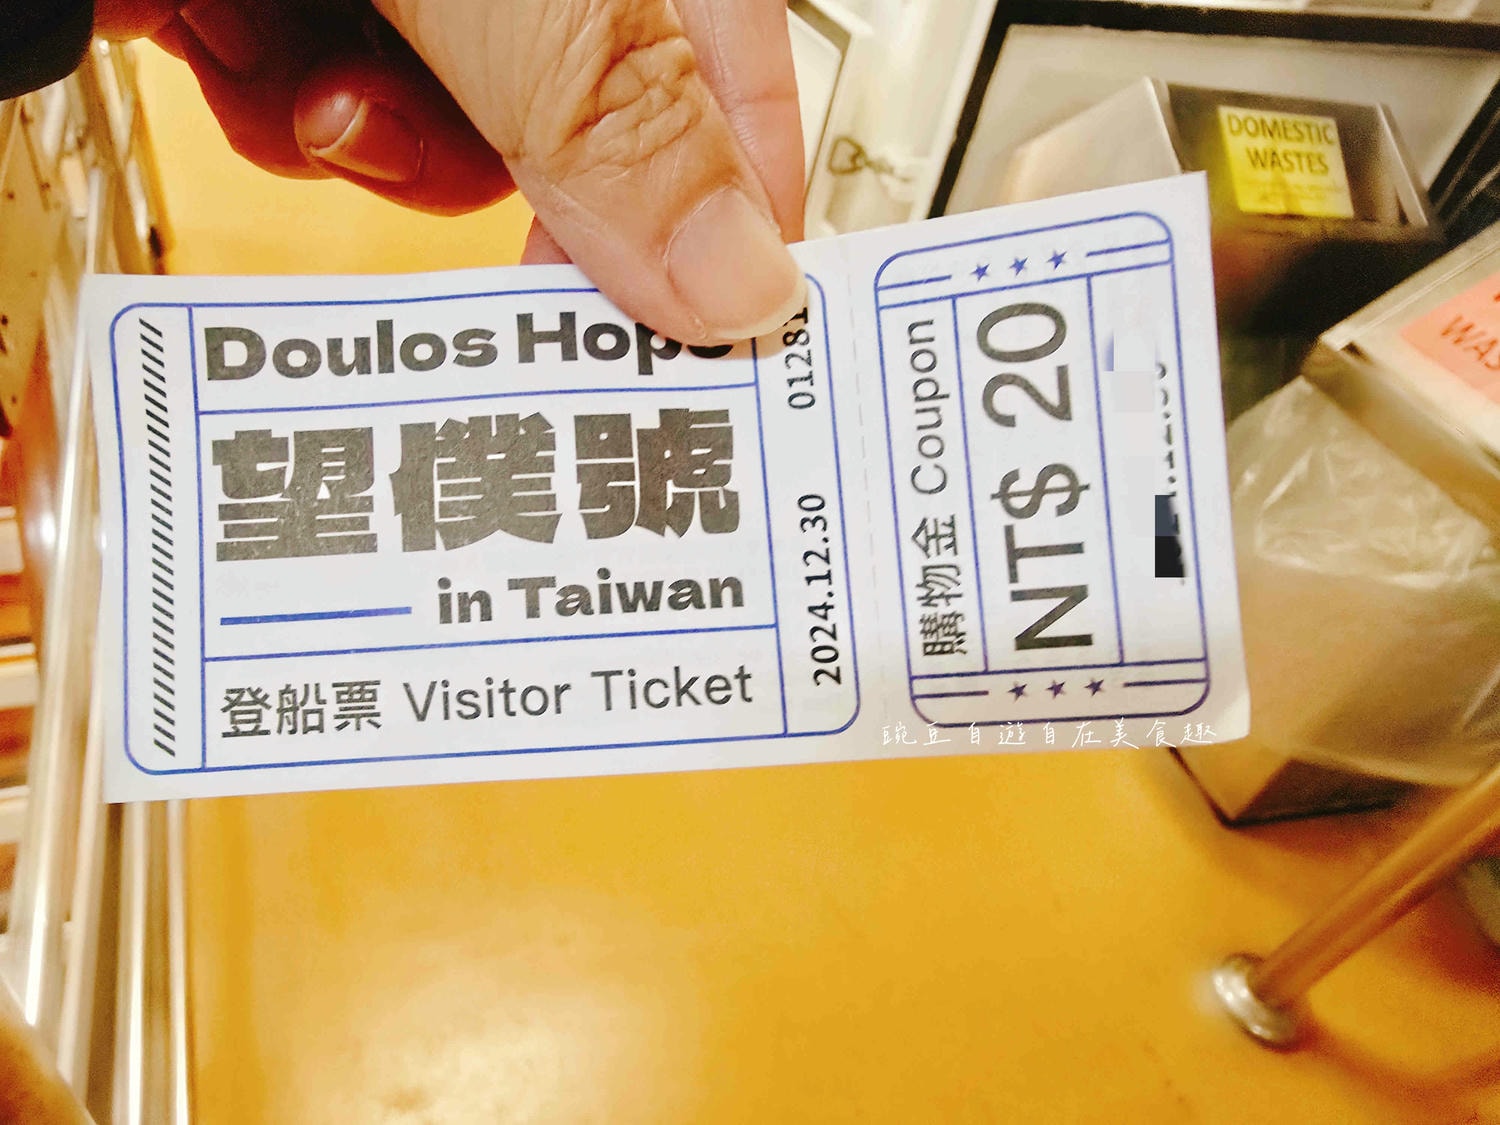 Doulos Hope
望僕號
in Taiwan
登船票 Visitor Ticket
2024.12.30
01281
購物金 Coupon
NT$ 20
DOMESTIC
WASTES
豌豆自遊自在美食趣